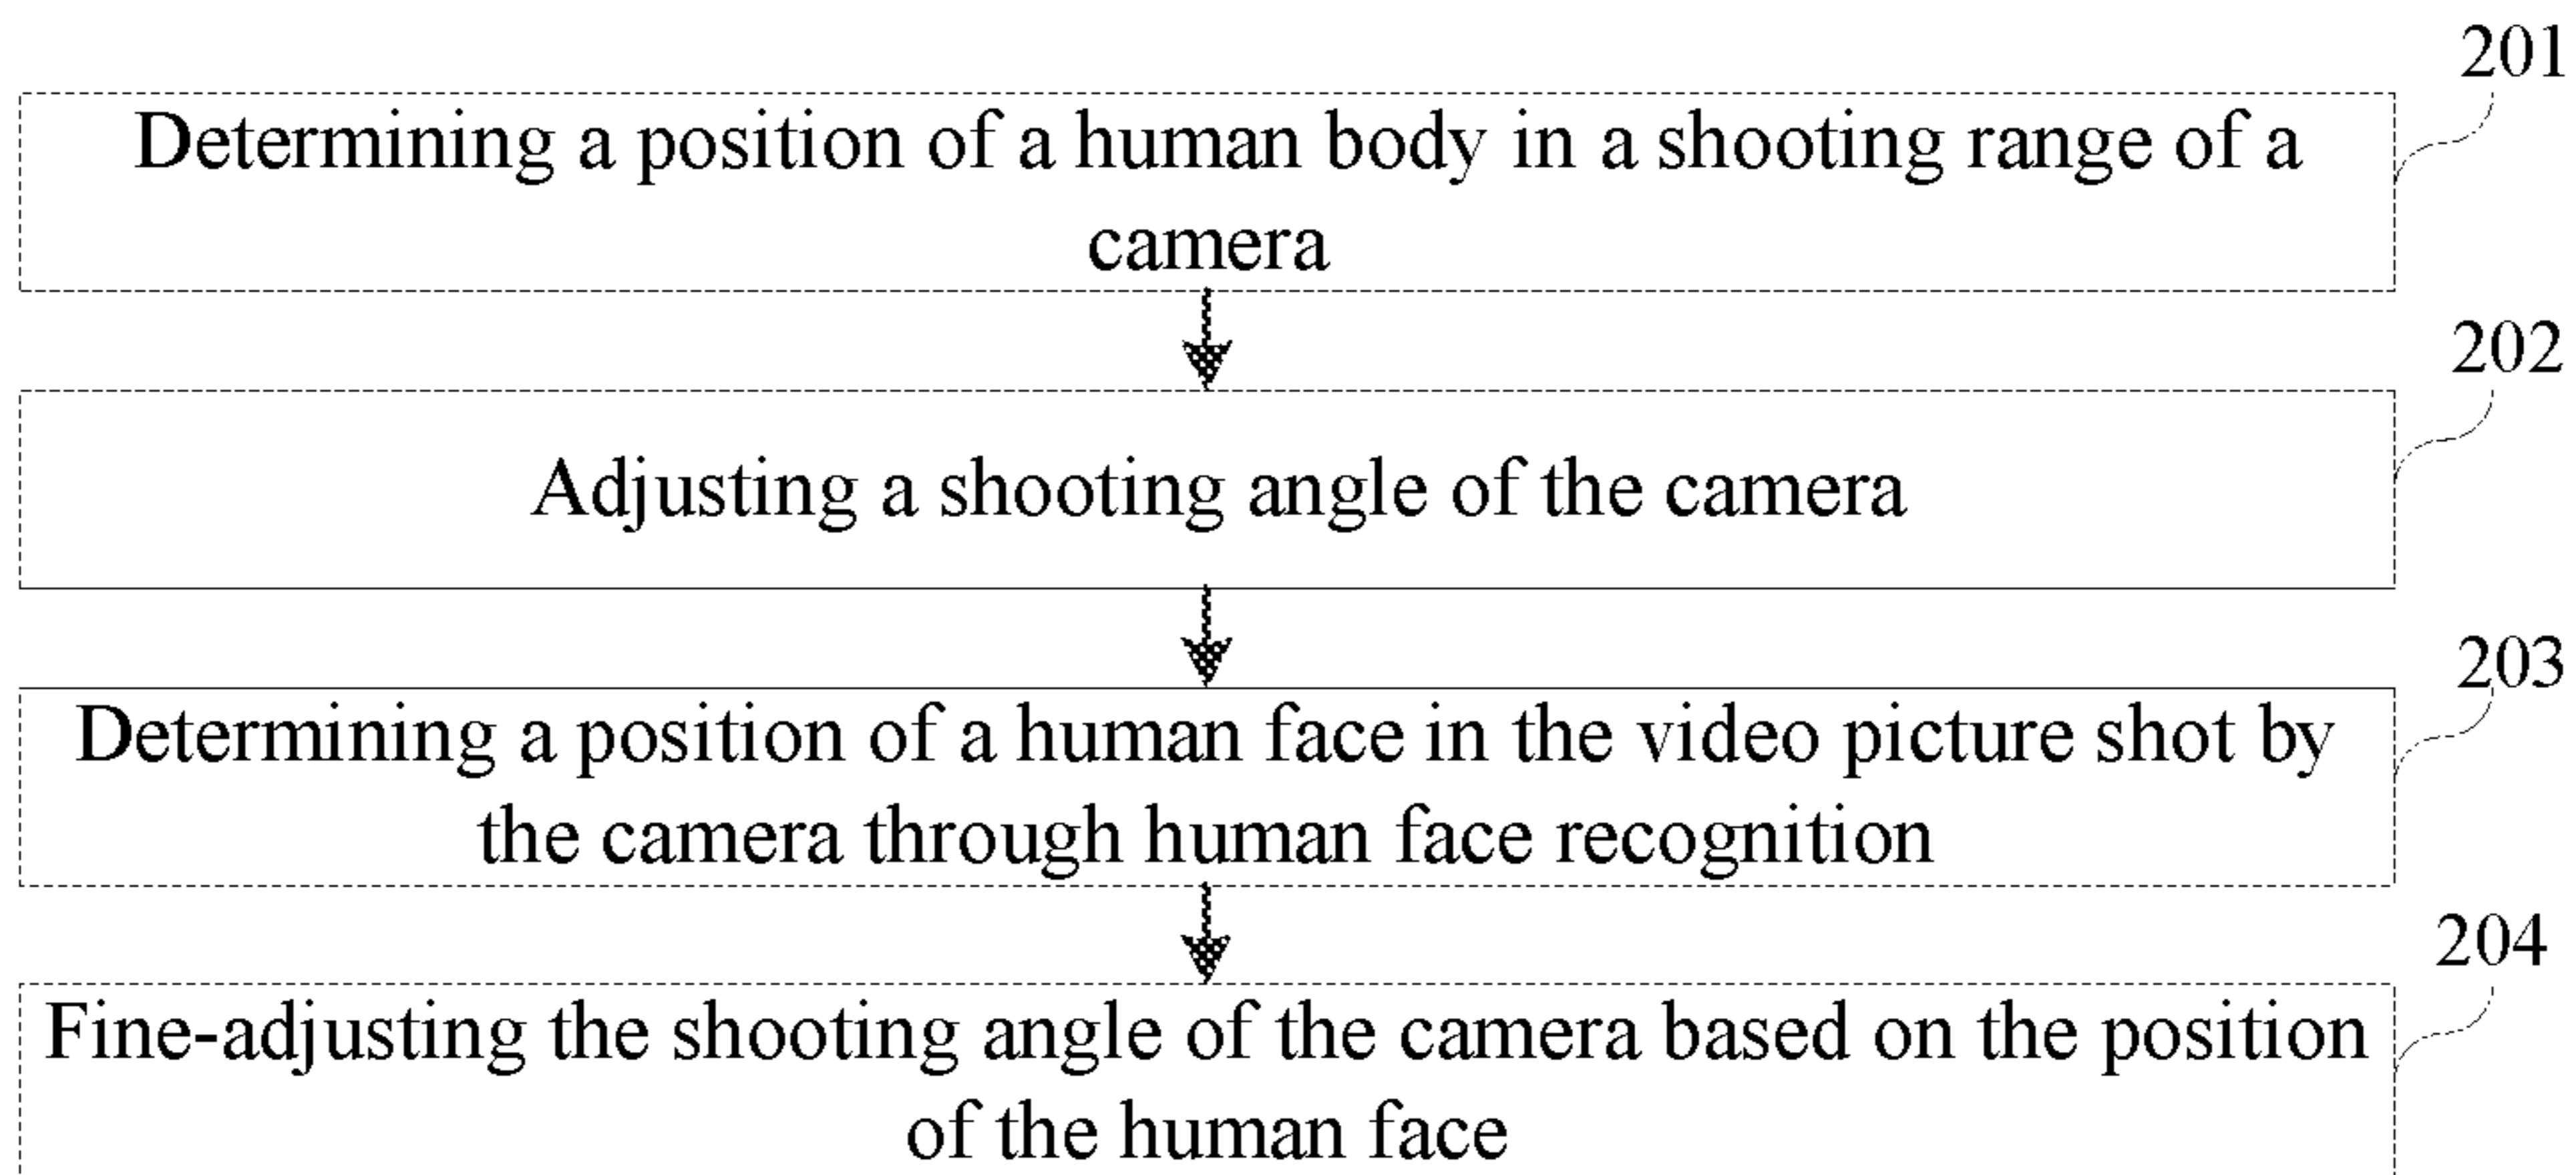 201
Determining a position of a human body in a shooting range of a
camera
202
Adjusting a shooting angle of the camera
203
Determining a position of a human face in the video picture shot by
the camera through human face recognition
204
Fine-adjusting the shooting angle of the camera based on the position
of the human face